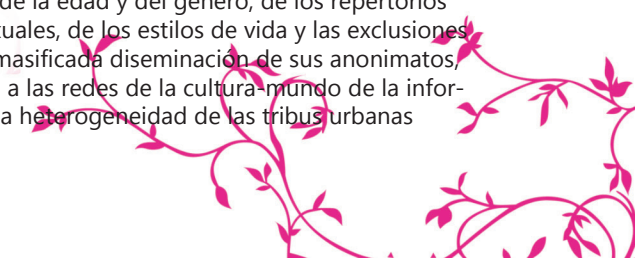 de la edad y del género, de los repertorios
tuales, de los estilos de vida y las exclusiones
masificada diseminación de sus anonimatos,
a las redes de la cultura-mundo de la infor-
a heterogeneidad de las tribus urbanas